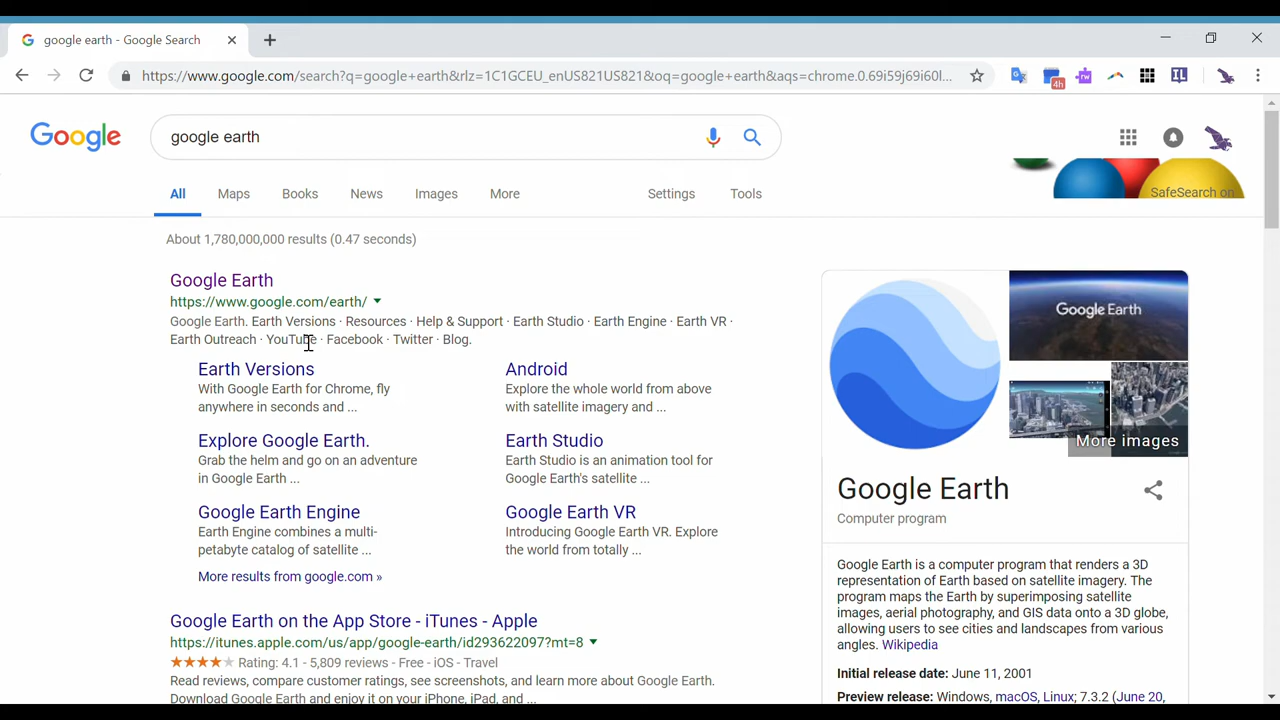 google earth - Google Search
https://www.google.com/search?q=google+earth&rlz=1C1GCEU_enUS821US821&oq=google+earth&aqs=chrome.0.69i59j69i60l...
4h
rw
IL
Google
google earth
All
Maps
Books
News
Images
More
Settings
Tools
SafeSearch on
About 1,780,000,000 results (0.47 seconds)
Google Earth
https://www.google.com/earth/
Google Earth. Earth Versions · Resources · Help & Support · Earth Studio · Earth Engine · Earth VR ·
Earth Outreach · YouTube · Facebook · Twitter · Blog.
Earth Versions
With Google Earth for Chrome, fly
anywhere in seconds and ...
Android
Explore the whole world from above
with satellite imagery and ...
Explore Google Earth.
Grab the helm and go on an adventure
in Google Earth ...
Earth Studio
Earth Studio is an animation tool for
Google Earth's satellite ...
Google Earth Engine
Earth Engine combines a multi-
petabyte catalog of satellite ...
Google Earth VR
Introducing Google Earth VR. Explore
the world from totally ...
More results from google.com »
Google Earth on the App Store - iTunes - Apple
https://itunes.apple.com/us/app/google-earth/id293622097?mt=8
Rating: 4.1 - 5,809 reviews - Free - iOS - Travel
Read reviews, compare customer ratings, see screenshots, and learn more about Google Earth.
Download Google Earth and enjoy it on your iPhone, iPad, and ...
Google Earth
More images
Google Earth
Computer program
Google Earth is a computer program that renders a 3D
representation of Earth based on satellite imagery. The
program maps the Earth by superimposing satellite
images, aerial photography, and GIS data onto a 3D globe,
allowing users to see cities and landscapes from various
angles. Wikipedia
Initial release date: June 11, 2001
Preview release: Windows, macOS, Linux; 7.3.2 (June 20,